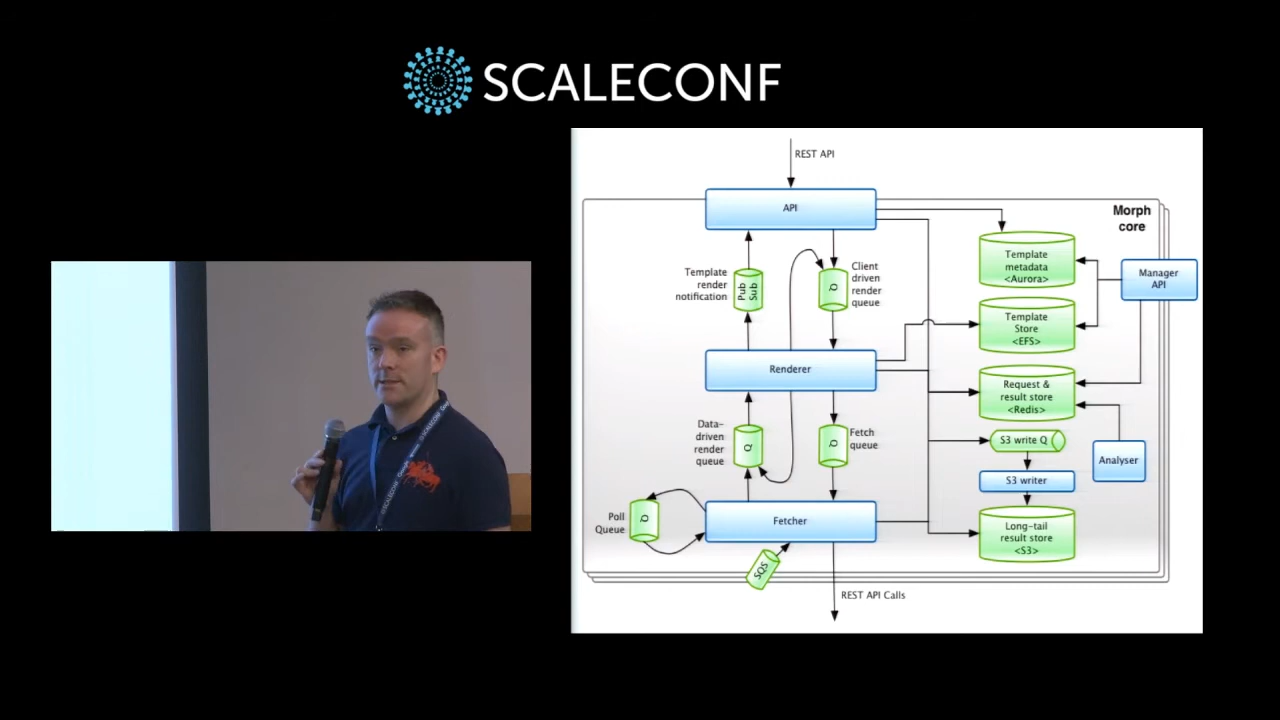 SCALECONF
REST API
API
Morph
core
Template
metadata
<Aurora>
Manager
API
Template
render
notification
Pub
Sub
Q
Client
driven
render
queue
Template
Store
<EFS>
Renderer
Request &
result store
<Redis>
Data-
driven
render
queue
Q
Q
Fetch
queue
S3 write Q
Analyser
S3 writer
Poll
Queue
Q
Fetcher
Long-tail
result store
<S3>
SQS
REST API Calls
@SCALECONF
@SCALECONF